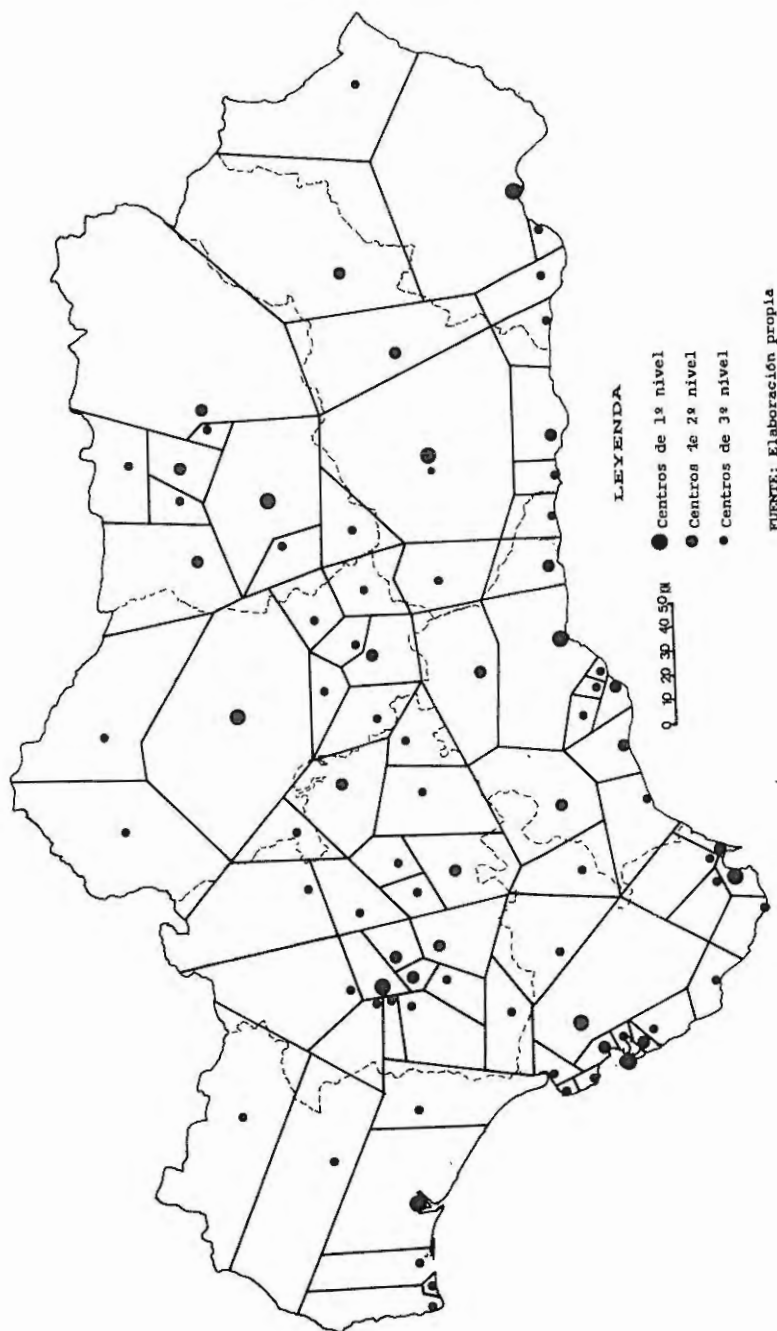 LEYENDA
Centros de 1º nivel
Centros de 2º nivel
Centros de 3º nivel
0 10 20 30 40 50
FUENTE: Elaboración propia